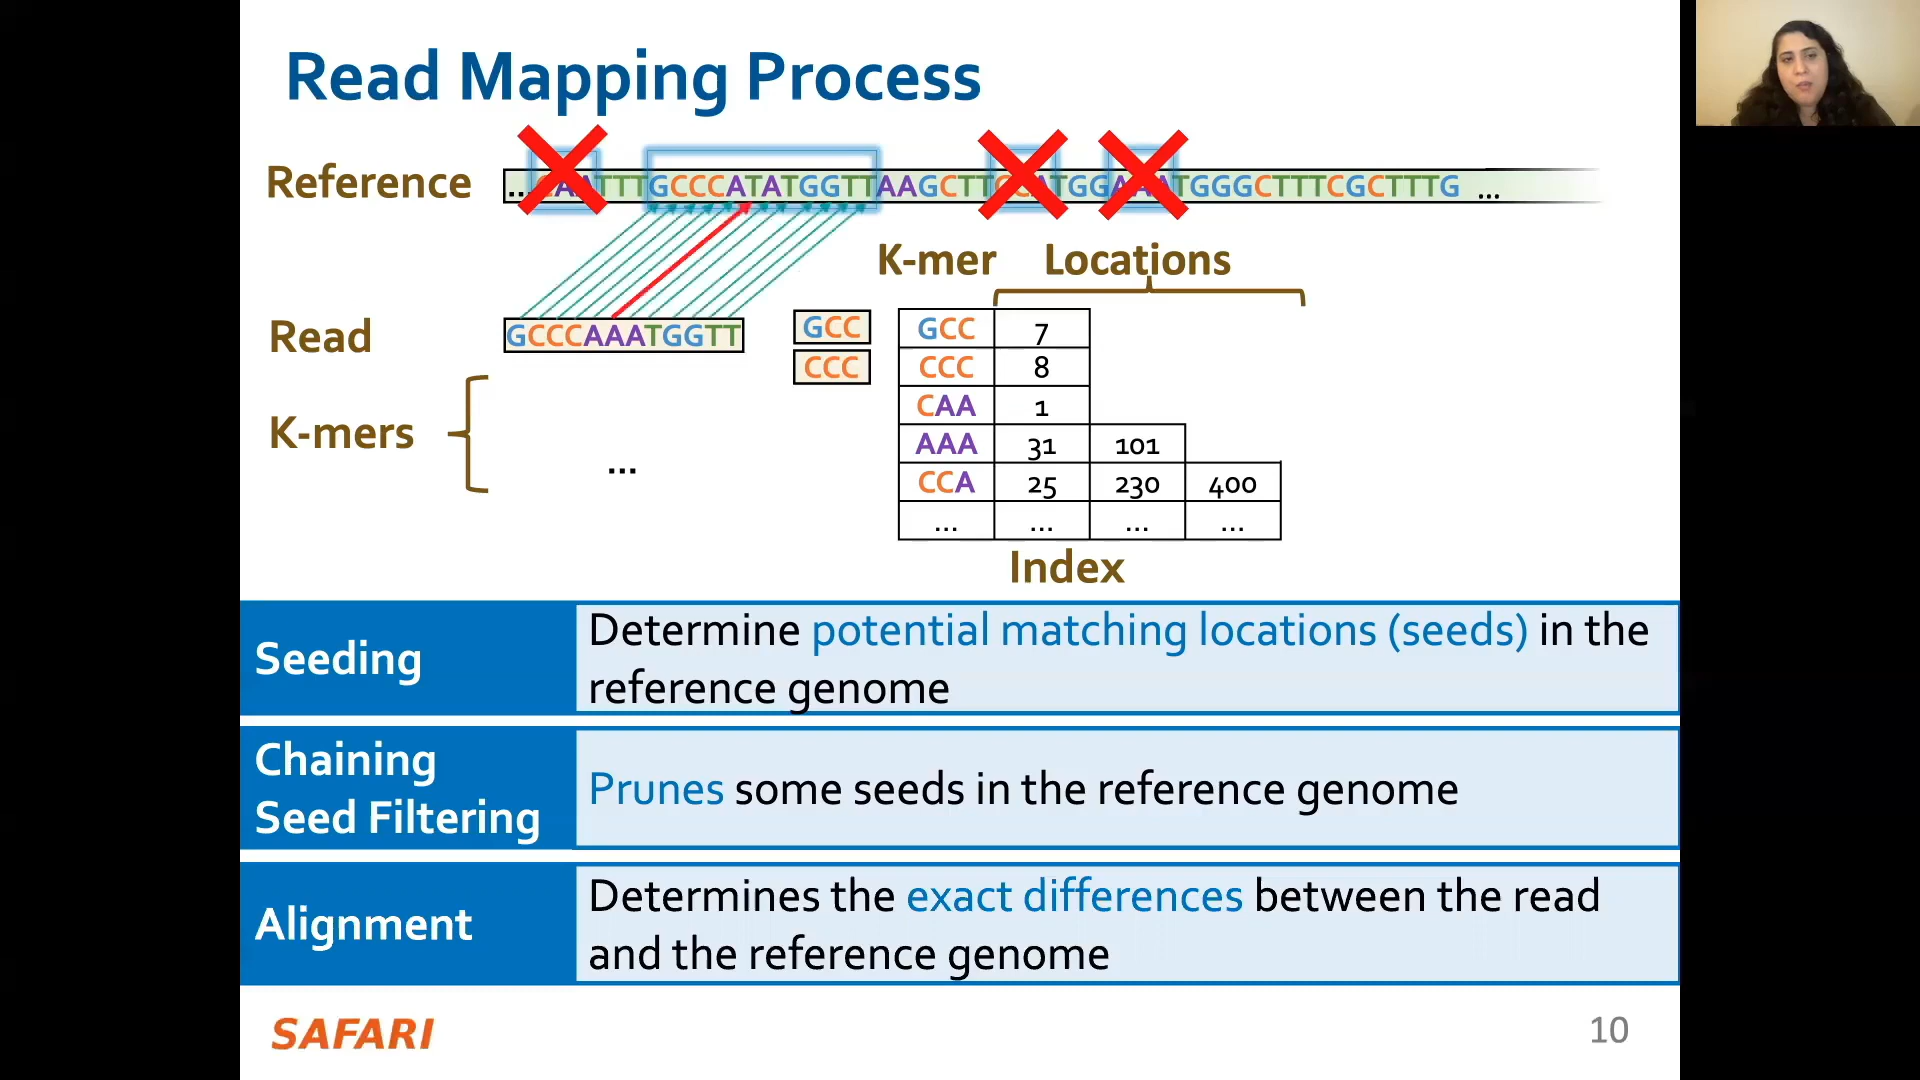 Read Mapping Process
Reference
...CAATTTGCCCATATGGTTAAGCTTCCATGGAAATGGGCTTTCGCTTTG ...
K-mer Locations
Read
GCCCAAATGGTT
GCC
CCC
K-mers
...
GCC 7
CCC 8
CAA 1
AAA 31 101
CCA 25 230 400
... ... ... ...
Index
Seeding
Determine potential matching locations (seeds) in the
reference genome
Chaining
Seed Filtering
Prunes some seeds in the reference genome
Alignment
Determines the exact differences between the read
and the reference genome
SAFARI
10